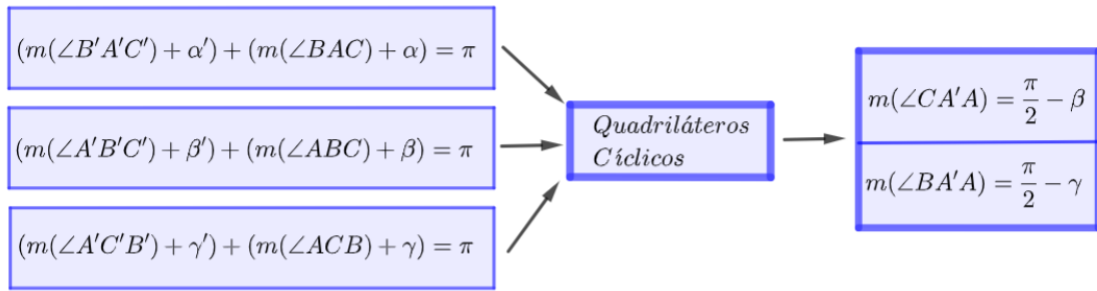 (m(∠B′A′C′) + α′) + (m(∠BAC) + α) = π
(m(∠A′B′C′) + β′) + (m(∠ABC) + β) = π
(m(∠A′C′B′) + γ′) + (m(∠ACB) + γ) = π
Quadriláteros
Cíclicos
m(∠CA′A) = π/2 − β
m(∠BA′A) = π/2 − γ